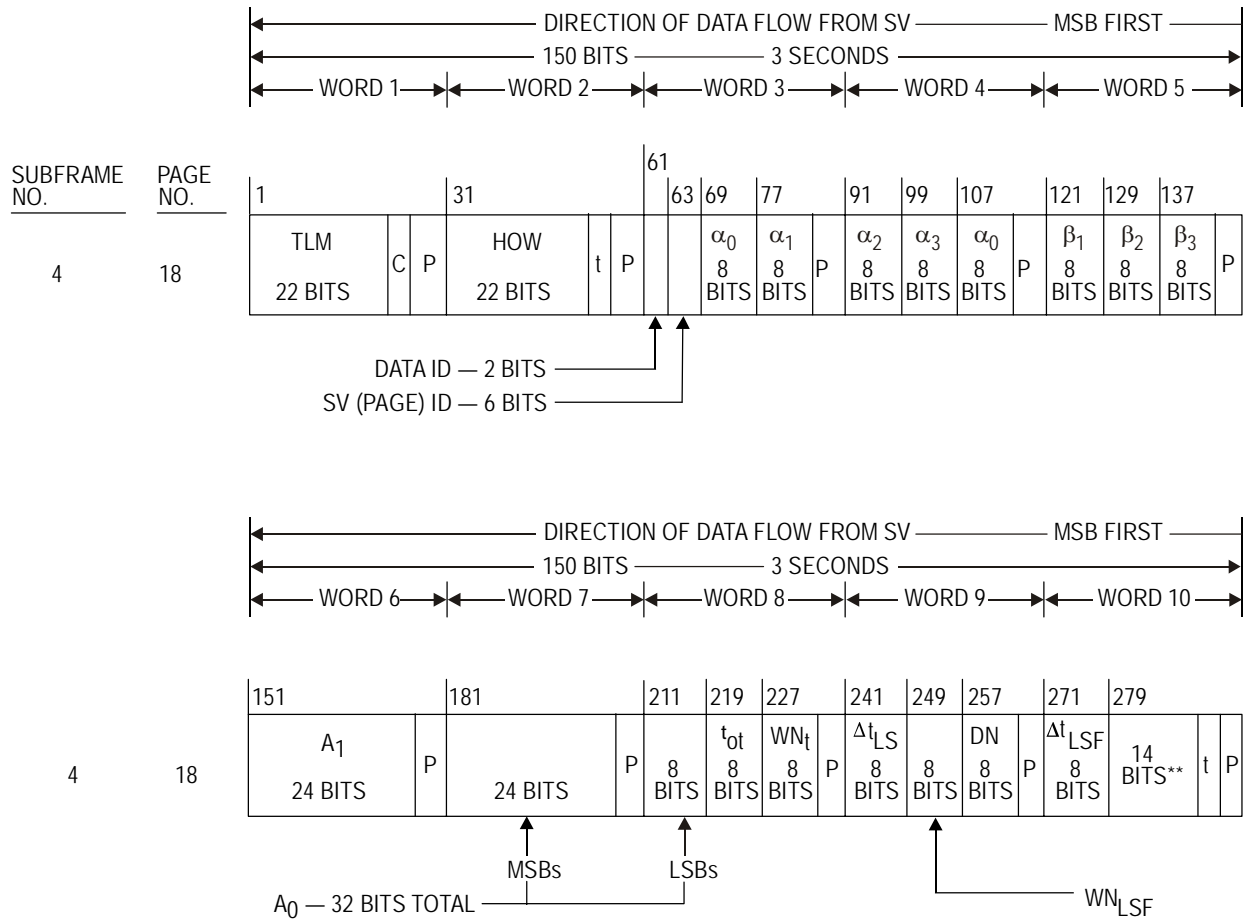 DIRECTION OF DATA FLOW FROM SV MSB FIRST
150 BITS 3 SECONDS
WORD 1 WORD 2 WORD 3 WORD 4 WORD 5
SUBFRAME NO. PAGE NO.
61
1 31 63 69 77 91 99 107 121 129 137
4 18
TLM 22 BITS C P HOW 22 BITS t P α0 8 BITS α1 8 BITS P α2 8 BITS α3 8 BITS α0 8 BITS P β1 8 BITS β2 8 BITS β3 8 BITS P
DATA ID — 2 BITS
SV (PAGE) ID — 6 BITS
DIRECTION OF DATA FLOW FROM SV MSB FIRST
150 BITS 3 SECONDS
WORD 6 WORD 7 WORD 8 WORD 9 WORD 10
151 181 211 219 227 241 249 257 271 279
4 18
A1 24 BITS P 24 BITS P 8 BITS tot 8 BITS WNt 8 BITS P ΔtLS 8 BITS 8 BITS DN 8 BITS P ΔtLSF 8 BITS 14 BITS** t P
MSBs LSBs
A0 — 32 BITS TOTAL
WNLSF